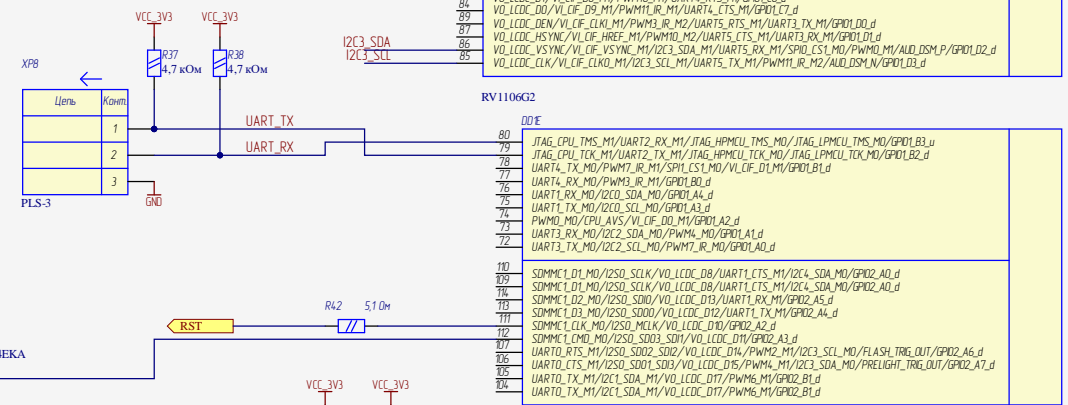 84
VO_LCDC_D0/VI_CIF_D9_M1/PWM11_IR_M1/UART4_CTS_M1/GPIO1_C7_d
89
VO_LCDC_DEN/VI_CIF_CLKI_M1/PWM3_IR_M2/UART5_RTS_M1/UART3_TX_M1/GPIO1_D0_d
87
VO_LCDC_HSYNC/VI_CIF_HREF_M1/PWM10_M2/UART5_CTS_M1/UART3_RX_M1/GPIO1_D1_d
I2C3_SDA
86
VO_LCDC_VSYNC/VI_CIF_VSYNC_M1/I2C3_SDA_M1/UART5_RX_M1/SPI0_CS1_M0/PWM0_M1/AUD_DSM_P/GPIO1_D2_d
I2C3_SCL
85
VO_LCDC_CLK/VI_CIF_CLKO_M1/I2C3_SCL_M1/UART5_TX_M1/PWM11_IR_M2/AUD_DSM_N/GPIO1_D3_d
VCC_3V3
VCC_3V3
R37
4,7 кОм
R38
4,7 кОм
XP8
Цепь
Конт.
1
2
3
UART_TX
UART_RX
GND
PLS-3
RV1106G2
DD1E
80
JTAG_CPU_TMS_M1/UART2_RX_M1/JTAG_HPMCU_TMS_M0/JTAG_LPMCU_TMS_M0/GPIO1_B3_u
79
JTAG_CPU_TCK_M1/UART2_TX_M1/JTAG_HPMCU_TCK_M0/JTAG_LPMCU_TCK_M0/GPIO1_B2_d
78
UART4_TX_M0/PWM7_IR_M1/SPI1_CS1_M0/VI_CIF_D1_M1/GPIO1_B1_d
77
UART4_RX_M0/PWM3_IR_M1/GPIO1_B0_d
76
UART1_RX_M0/I2C0_SDA_M0/GPIO1_A4_d
75
UART1_TX_M0/I2C0_SCL_M0/GPIO1_A3_d
74
PWM0_M0/CPU_AVS/VI_CIF_D0_M1/GPIO1_A2_d
73
UART3_RX_M0/I2C2_SDA_M0/PWM4_M0/GPIO1_A1_d
72
UART3_TX_M0/I2C2_SCL_M0/PWM7_IR_M0/GPIO1_A0_d
110
SDMMC1_D1_M0/I2S0_SCLK/VO_LCDC_D8/UART1_CTS_M1/I2C4_SDA_M0/GPIO2_A0_d
109
SDMMC1_D1_M0/I2S0_SCLK/VO_LCDC_D8/UART1_CTS_M1/I2C4_SDA_M0/GPIO2_A0_d
114
SDMMC1_D2_M0/I2S0_SDI0/VO_LCDC_D13/UART1_RX_M1/GPIO2_A5_d
113
SDMMC1_D3_M0/I2S0_SDO0/VO_LCDC_D12/UART1_TX_M1/GPIO2_A4_d
111
SDMMC1_CLK_M0/I2S0_MCLK/VO_LCDC_D10/GPIO2_A2_d
112
SDMMC1_CMD_M0/I2S0_SDO3_SDI1/VO_LCDC_D11/GPIO2_A3_d
107
UART0_RTS_M1/I2S0_SDO2_SDI2/VO_LCDC_D14/PWM2_M1/I2C3_SCL_M0/FLASH_TRIG_OUT/GPIO2_A6_d
106
UART0_CTS_M1/I2S0_SDO1_SDI3/VO_LCDC_D15/PWM4_M1/I2C3_SDA_M0/PRELIGHT_TRIG_OUT/GPIO2_A7_d
105
UART0_TX_M1/I2C1_SDA_M1/VO_LCDC_D17/PWM6_M1/GPIO2_B1_d
104
UART0_TX_M1/I2C1_SDA_M1/VO_LCDC_D17/PWM6_M1/GPIO2_B1_d
RST
R42
5,1 Ом
ЧЕКА
VCC_3V3
VCC_3V3